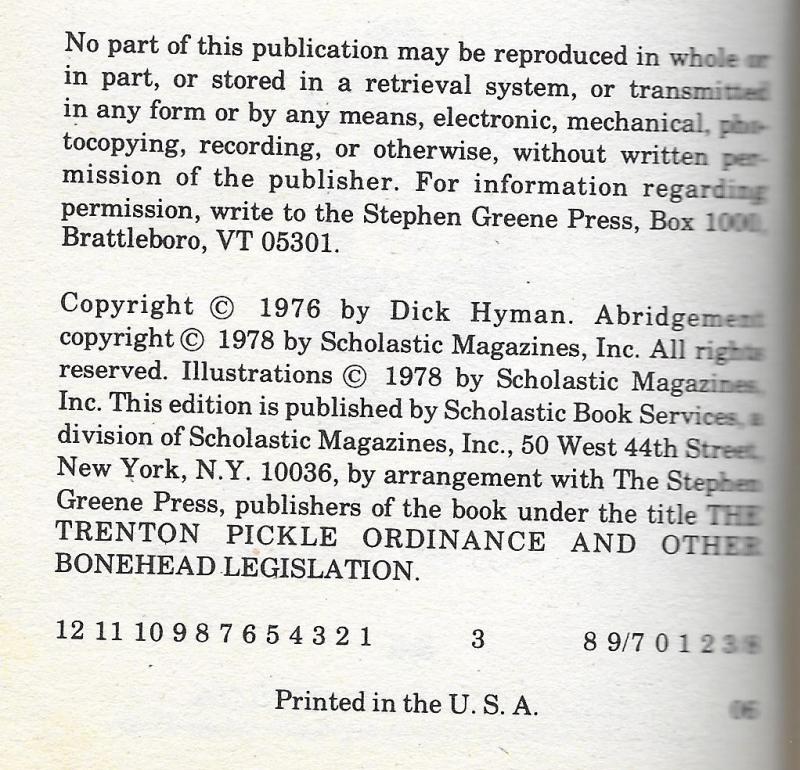 No part of this publication may be reproduced in whole or
in part, or stored in a retrieval system, or transmitted
in any form or by any means, electronic, mechanical, pho-
tocopying, recording, or otherwise, without written per-
mission of the publisher. For information regarding
permission, write to the Stephen Greene Press, Box 1000,
Brattleboro, VT 05301.
Copyright © 1976 by Dick Hyman. Abridgement
copyright © 1978 by Scholastic Magazines, Inc. All rights
reserved. Illustrations © 1978 by Scholastic Magazines,
Inc. This edition is published by Scholastic Book Services, a
division of Scholastic Magazines, Inc., 50 West 44th Street,
New York, N.Y. 10036, by arrangement with The Stephen
Greene Press, publishers of the book under the title THE
TRENTON PICKLE ORDINANCE AND OTHER
BONEHEAD LEGISLATION.
12 11 10 9 8 7 6 5 4 3 2 1 3 8 9/7 0 1 2 3/8
Printed in the U. S. A. 06